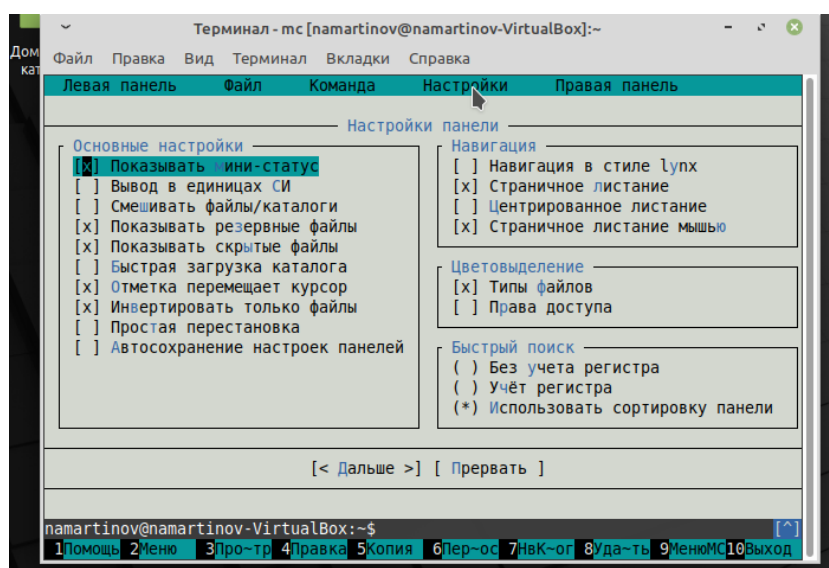 Терминал - mc [namartinov@namartinov-VirtualBox]:~
Дом
кат
Файл Правка Вид Терминал Вкладки Справка
Левая панель Файл Команда Настройки Правая панель
Настройки панели
Основные настройки
[x] Показывать мини-статус
[ ] Вывод в единицах СИ
[ ] Смешивать файлы/каталоги
[x] Показывать резервные файлы
[x] Показывать скрытые файлы
[ ] Быстрая загрузка каталога
[x] Отметка перемещает курсор
[x] Инвертировать только файлы
[ ] Простая перестановка
[ ] Автосохранение настроек панелей
Навигация
[ ] Навигация в стиле lynx
[x] Страничное листание
[ ] Центрированное листание
[x] Страничное листание мышью
Цветовыделение
[x] Типы файлов
[ ] Права доступа
Быстрый поиск
( ) Без учета регистра
( ) Учёт регистра
(*) Использовать сортировку панели
[< Дальше >] [ Прервать ]
namartinov@namartinov-VirtualBox:~$ [^]
1Помощь 2Меню 3Про~тр 4Правка 5Копия 6Пер~ос 7НвК~ог 8Уда~ть 9МенюMC 10Выход